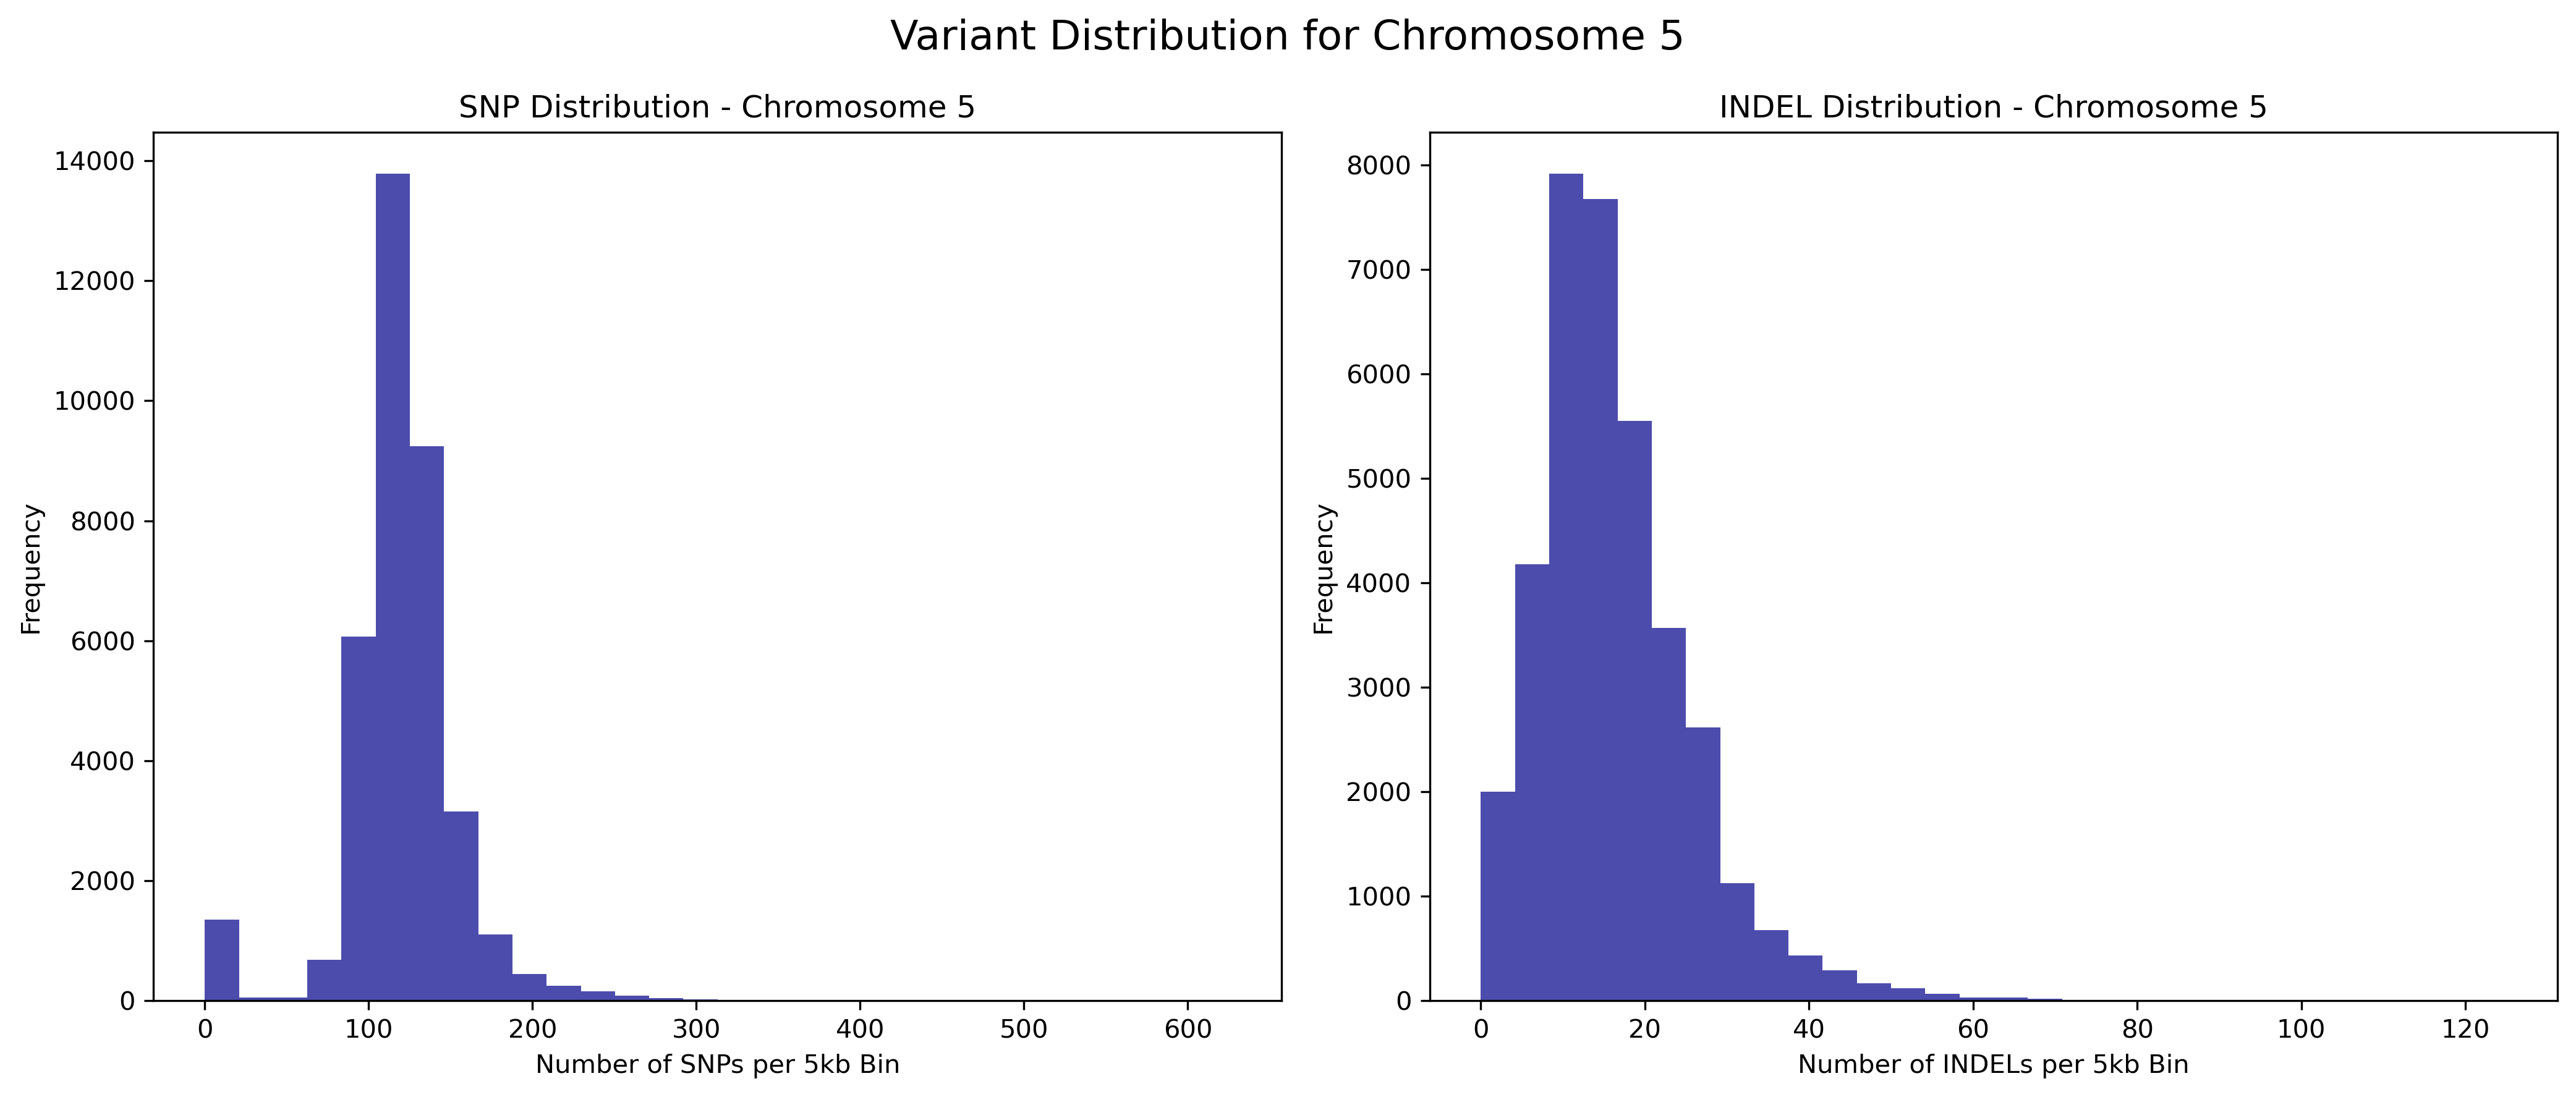 Variant Distribution for Chromosome 5
SNP Distribution - Chromosome 5
14000
12000
10000
8000
6000
4000
2000
0
Frequency
0 100 200 300 400 500 600
Number of SNPs per 5kb Bin
INDEL Distribution - Chromosome 5
8000
7000
6000
5000
4000
3000
2000
1000
0
Frequency
0 20 40 60 80 100 120
Number of INDELs per 5kb Bin